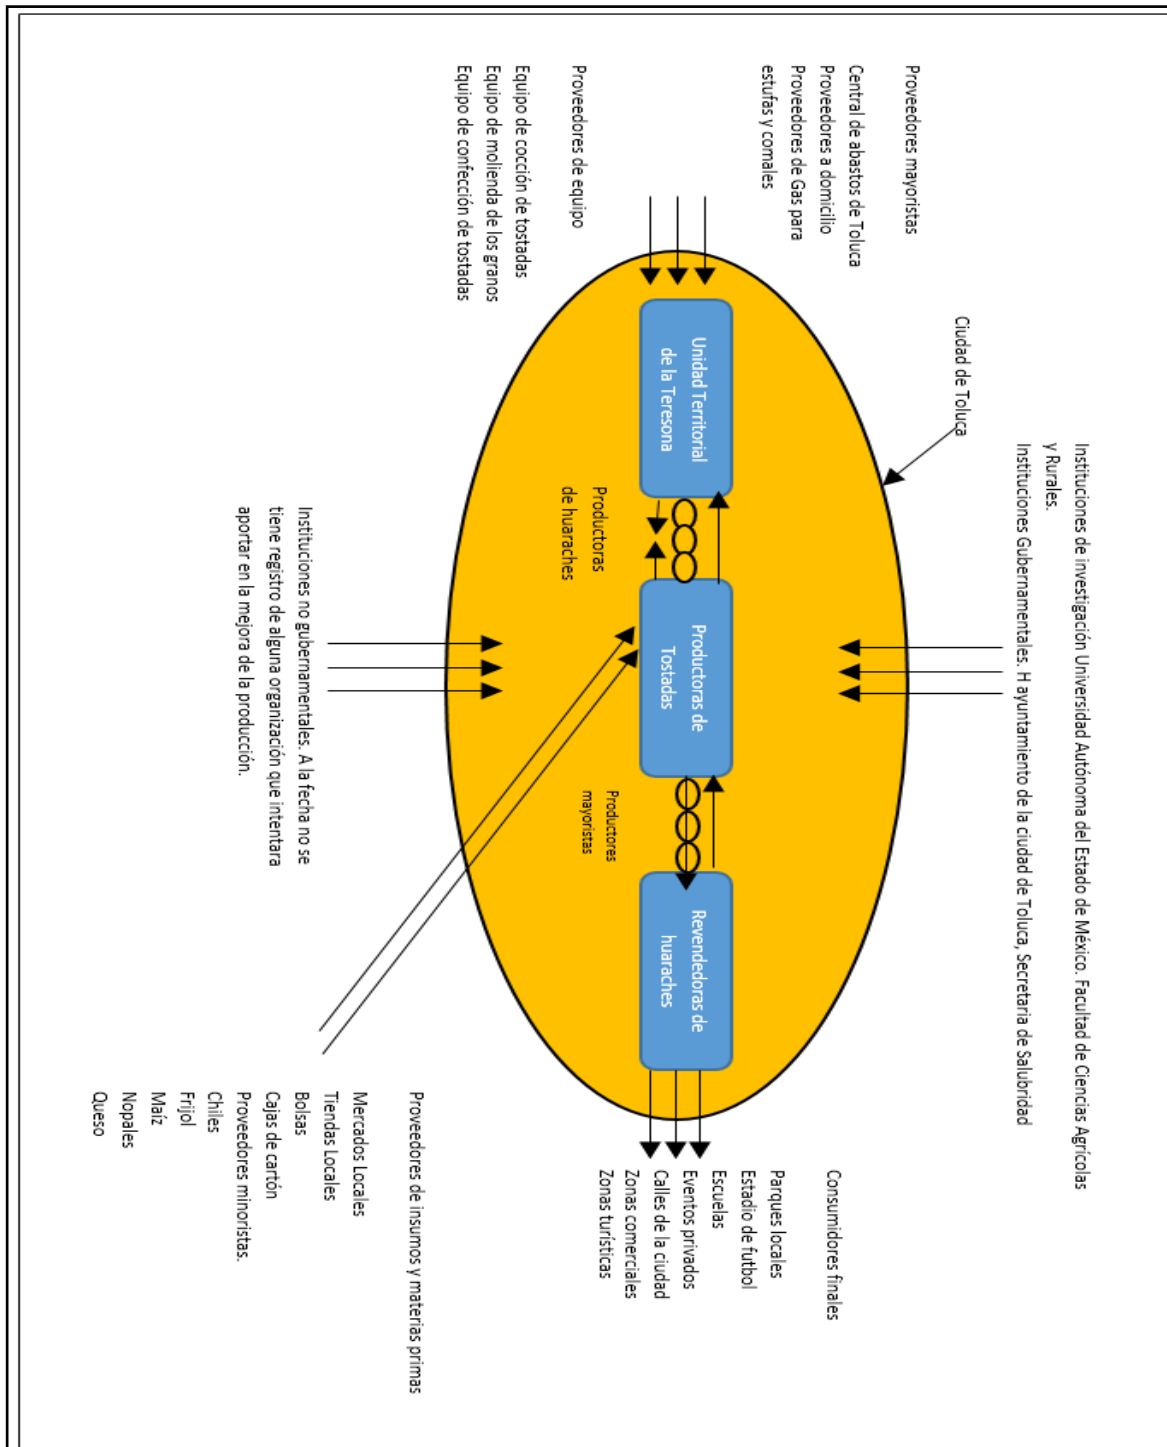 Instituciones de investigación Universidad Autónoma del Estado de México. Facultad de Ciencias Agrícolas
y Rurales.
Instituciones Gubernamentales. H ayuntamiento de la ciudad de Toluca, Secretaria de Salubridad
Ciudad de Toluca
Proveedores mayoristas
Central de abastos de Toluca
Proveedores a domicilio
Proveedores de Gas para
estufas y comales
Proveedores de equipo
Equipo de cocción de tostadas
Equipo de molienda de los granos
Equipo de confección de tostadas
Unidad Territorial
de la Teresona
Productoras
de huaraches
Productoras de
Tostadas
Productores
mayoristas
Revendedoras de
huaraches
Consumidores finales
Parques locales
Estadio de futbol
Escuelas
Eventos privados
Calles de la ciudad
Zonas comerciales
Zonas turísticas
Instituciones no gubernamentales. A la fecha no se
tiene registro de alguna organización que intentara
aportar en la mejora de la producción.
Proveedores de insumos y materias primas
Mercados Locales
Tiendas Locales
Bolsas
Cajas de cartón
Proveedores minoristas.
Chiles
Frijol
Maíz
Nopales
Queso